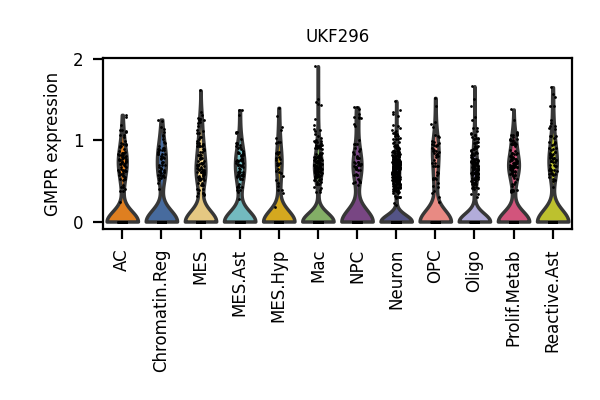 UKF296
GMPR expression
2
1
0
AC
Chromatin.Reg
MES
MES.Ast
MES.Hyp
Mac
NPC
Neuron
OPC
Oligo
Prolif.Metab
Reactive.Ast